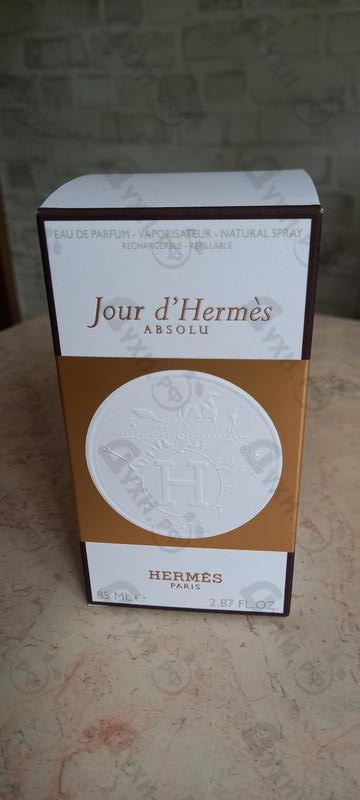 EAU DE PARFUM - VAPORISATEUR - NATURAL SPRAY
RECHARGEABLE - REFILLABLE
Jour d'Hermès
ABSOLU
H
HERMÈS
PARIS
85 ML e 2.87 FL.OZ.